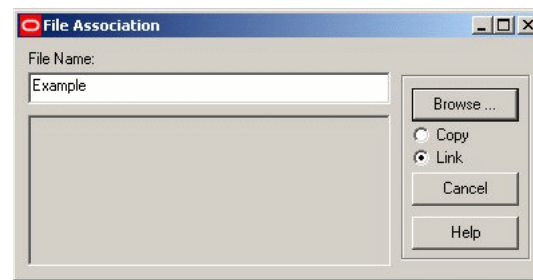 File Association
File Name:
Example
Browse ...
Copy
Link
Cancel
Help